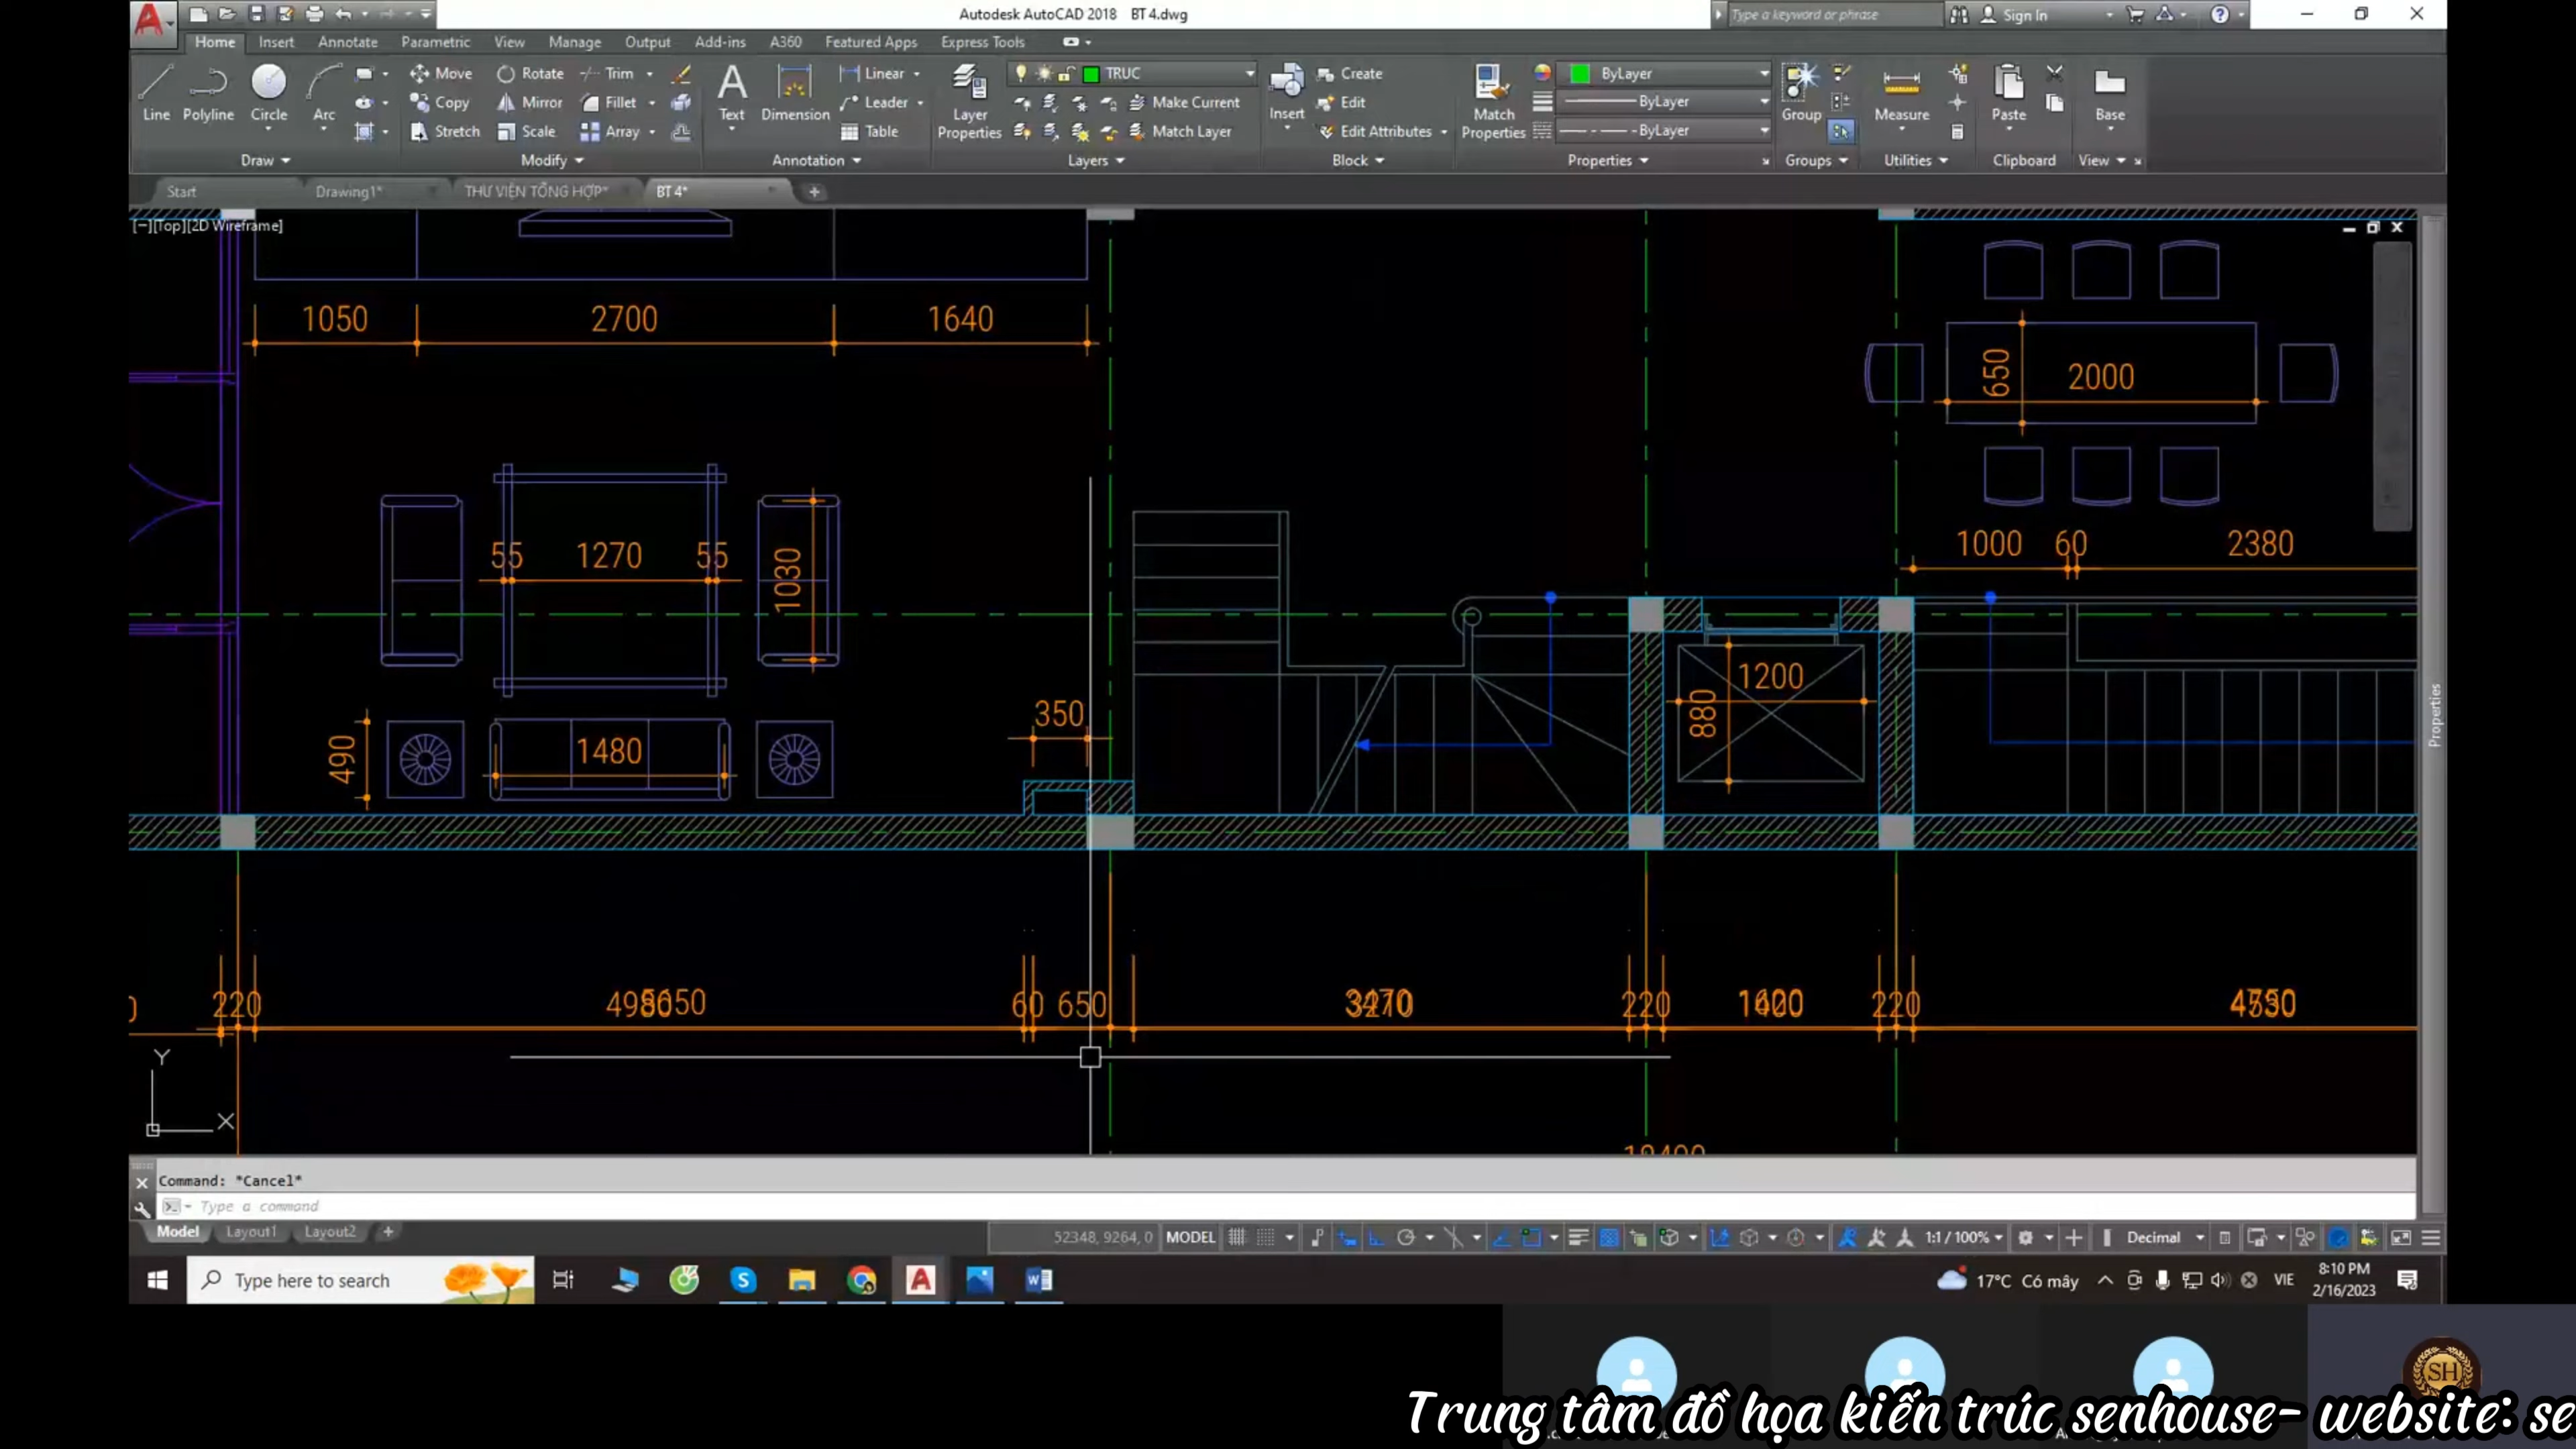 Autodesk AutoCAD 2018 BT 4.dwg
Type a keyword or phrase
Sign In
Home Insert Annotate Parametric View Manage Output Add-ins A360 Featured Apps Express Tools
Move Rotate Trim Linear TRUC Create ByLayer
Copy Mirror Fillet Leader Make Current Edit ByLayer
Line Polyline Circle Arc Text Dimension Layer Properties Insert Match Properties Group Measure Paste Base
Stretch Scale Array Table Match Layer Edit Attributes ByLayer
Draw Modify Annotation Layers Block Properties Groups Utilities Clipboard View
Start Drawing1* THƯ VIỆN TỔNG HỢP* BT 4*
[−][Top][2D Wireframe]
1050 2700 1640
650 2000
1000 60 2380
55 1270 55 1030
350
1200
880
490 1480
Properties
220 60 650 220 220
Y
X
Command: *Cancel*
Type a command
Model Layout1 Layout2
52348, 9264, 0 MODEL 1:1 / 100% Decimal
Type here to search
17°C Có mây VIE
8:10 PM
2/16/2023
SH
Trung tâm đồ họa kiến trúc senhouse- website: se